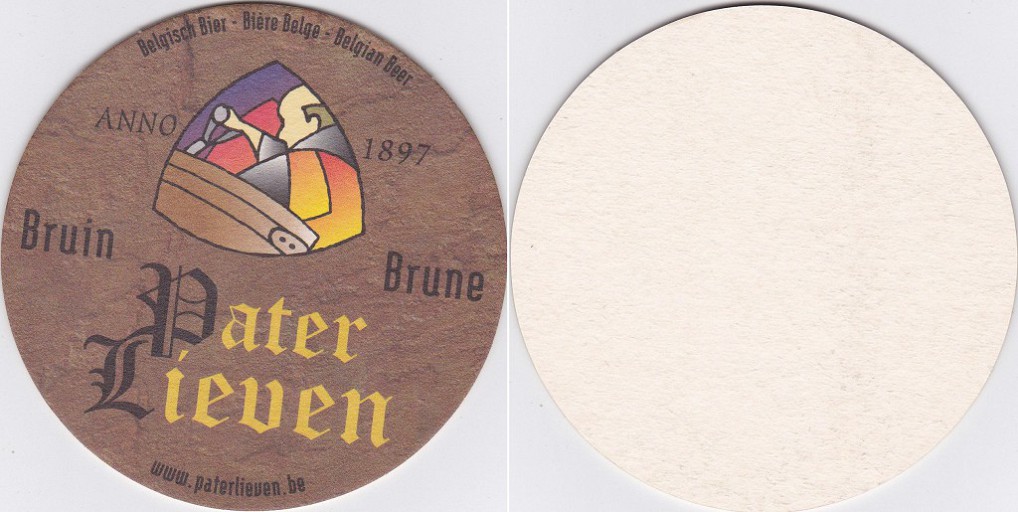 Belgisch Bier - Bière Belge - Belgian Beer
ANNO 1897
Bruin
Brune
Pater
Lieven
www.paterlieven.be